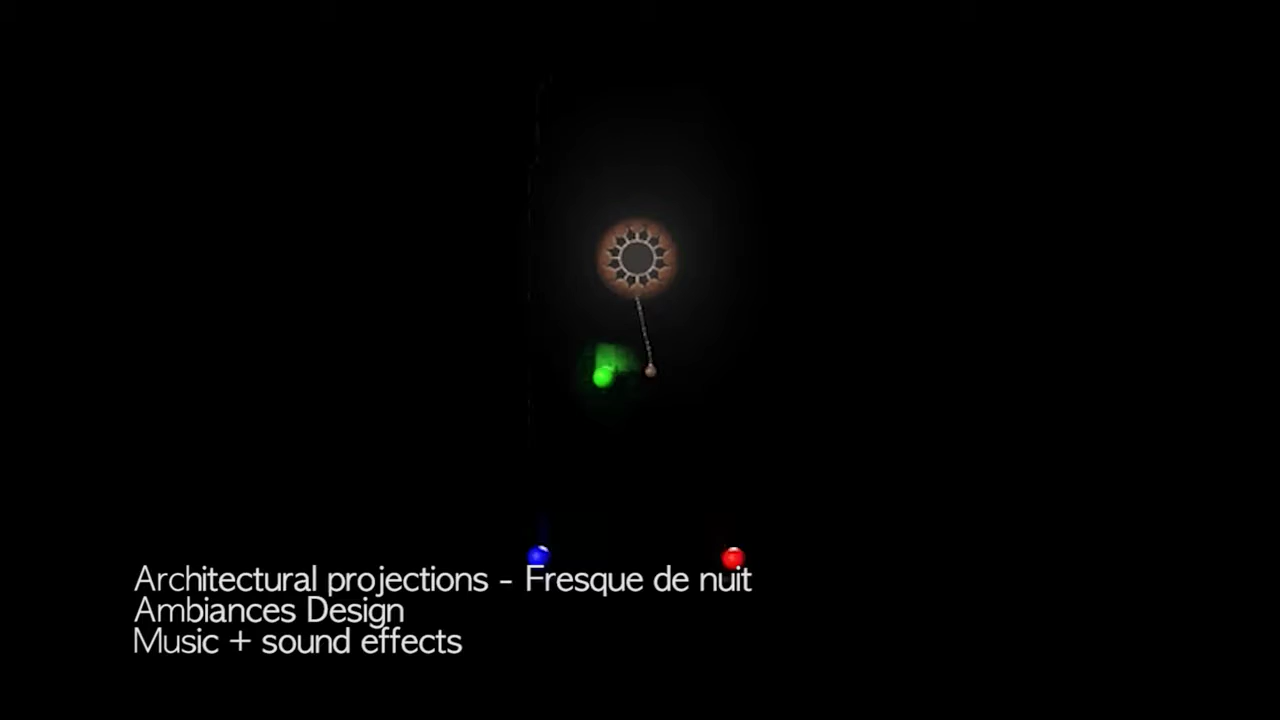 Architectural projections - Fresque de nuit
Ambiances Design
Music + sound effects